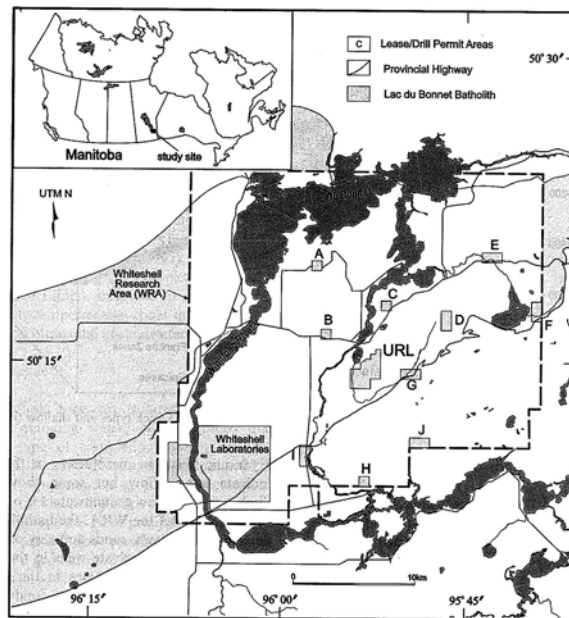 C Lease/Drill Permit Areas
Provincial Highway
Lac du Bonnet Batholith
50° 30′
Manitoba
study site
UTM N
Whiteshell
Research
Area (WRA)
A
E
C
B
D
F
URL
50° 15′
G
J
Whiteshell
Laboratories
H
0 10km
96° 15′
96° 00′
95° 45′